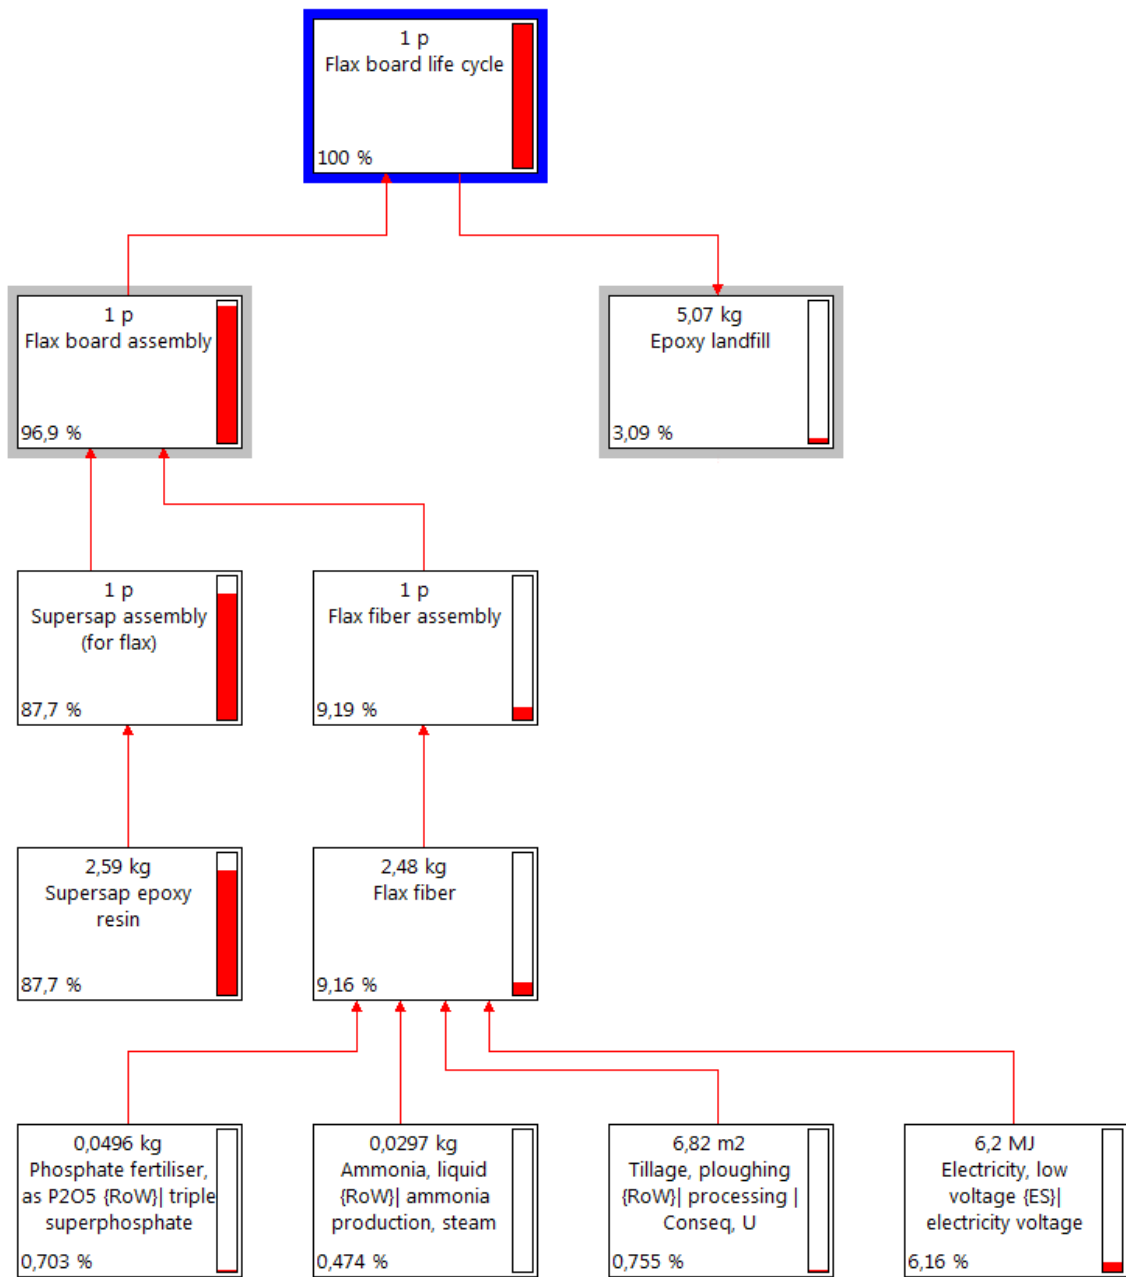 1 p
Flax board life cycle
100 %
1 p
Flax board assembly
96,9 %
5,07 kg
Epoxy landfill
3,09 %
1 p
Supersap assembly
(for flax)
87,7 %
1 p
Flax fiber assembly
9,19 %
2,59 kg
Supersap epoxy
resin
87,7 %
2,48 kg
Flax fiber
9,16 %
0,0496 kg
Phosphate fertiliser,
as P2O5 {RoW}| triple
superphosphate
0,703 %
0,0297 kg
Ammonia, liquid
{RoW}| ammonia
production, steam
0,474 %
6,82 m2
Tillage, ploughing
{RoW}| processing |
Conseq, U
0,755 %
6,2 MJ
Electricity, low
voltage {ES}|
electricity voltage
6,16 %